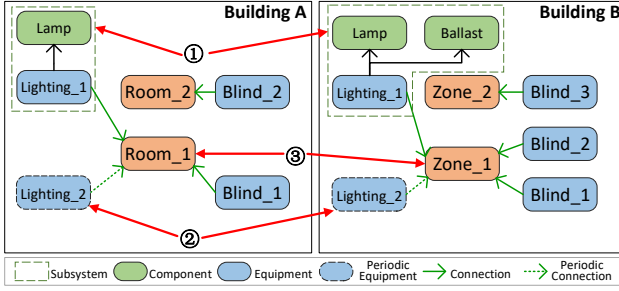 Building A
Lamp
Lighting_1
Room_2
Blind_2
Room_1
Lighting_2
Blind_1
①
②
③
Building B
Lamp
Ballast
Lighting_1
Zone_2
Blind_3
Blind_2
Zone_1
Lighting_2
Blind_1
Subsystem
Component
Equipment
Periodic
Equipment
Connection
Periodic
Connection